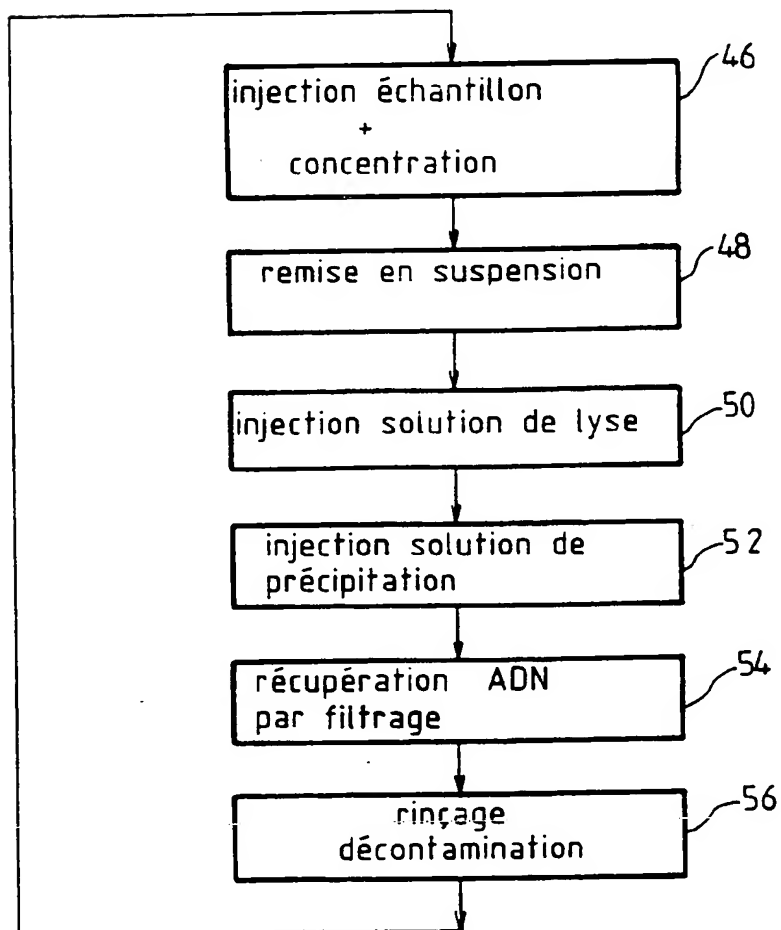 injection échantillon
+
concentration
46
remise en suspension
48
injection solution de lyse
50
injection solution de
précipitation
52
récupération ADN
par filtrage
54
rinçage
décontamination
56